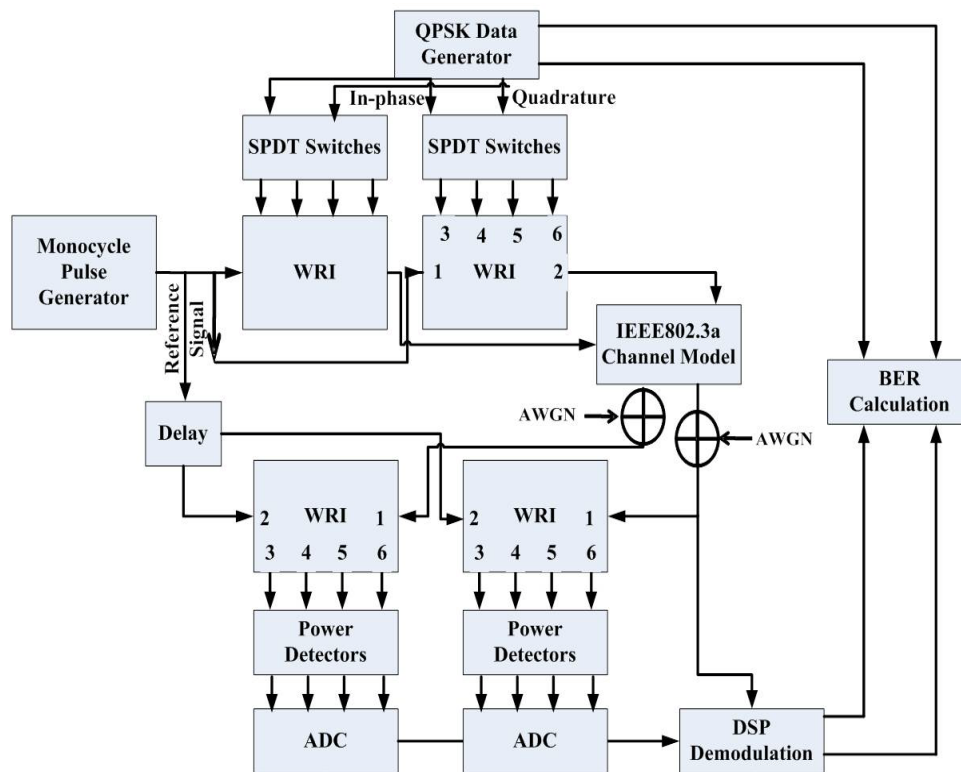 QPSK Data
Generator
In-phase
Quadrature
SPDT Switches
SPDT Switches
Monocycle
Pulse
Generator
WRI
3 4 5 6
1 WRI 2
Reference
Signal
IEEE802.3a
Channel Model
BER
Calculation
AWGN
AWGN
Delay
2 WRI 1
3 4 5 6
2 WRI 1
3 4 5 6
Power
Detectors
Power
Detectors
ADC
ADC
DSP
Demodulation